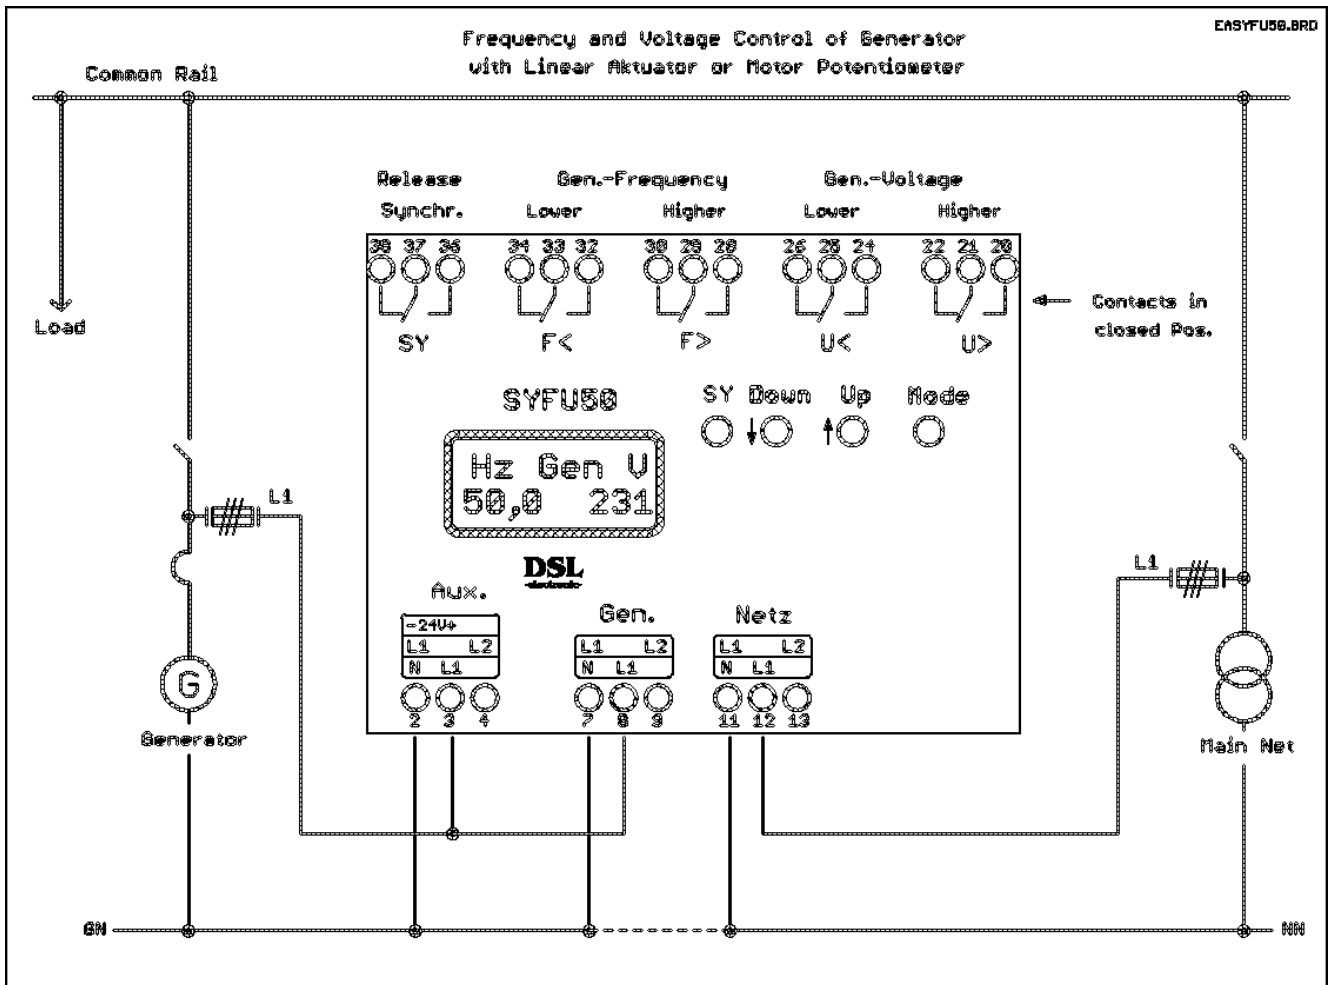 EASYFU50.BRD
Frequency and Voltage Control of Generator
with Linear Aktuator or Motor Potentiometer
Common Rail
Release Gen.-Frequency Gen.-Voltage
Synchr. Lower Higher Lower Higher
38 37 36 34 33 32 30 29 28 26 25 24 22 21 20
Contacts in
closed Pos.
Load
SY F< F> U< U>
SYFU50
SY Down Up Mode
Hz Gen V
50,0 231
L1
DSL
electronic
L1
Aux. Gen. Netz
-24V+
L1 L2 L1 L2 L1 L2
N L1 N L1 N L1
G
2 3 4 7 8 9 11 12 13
Generator
Main Net
GN NN